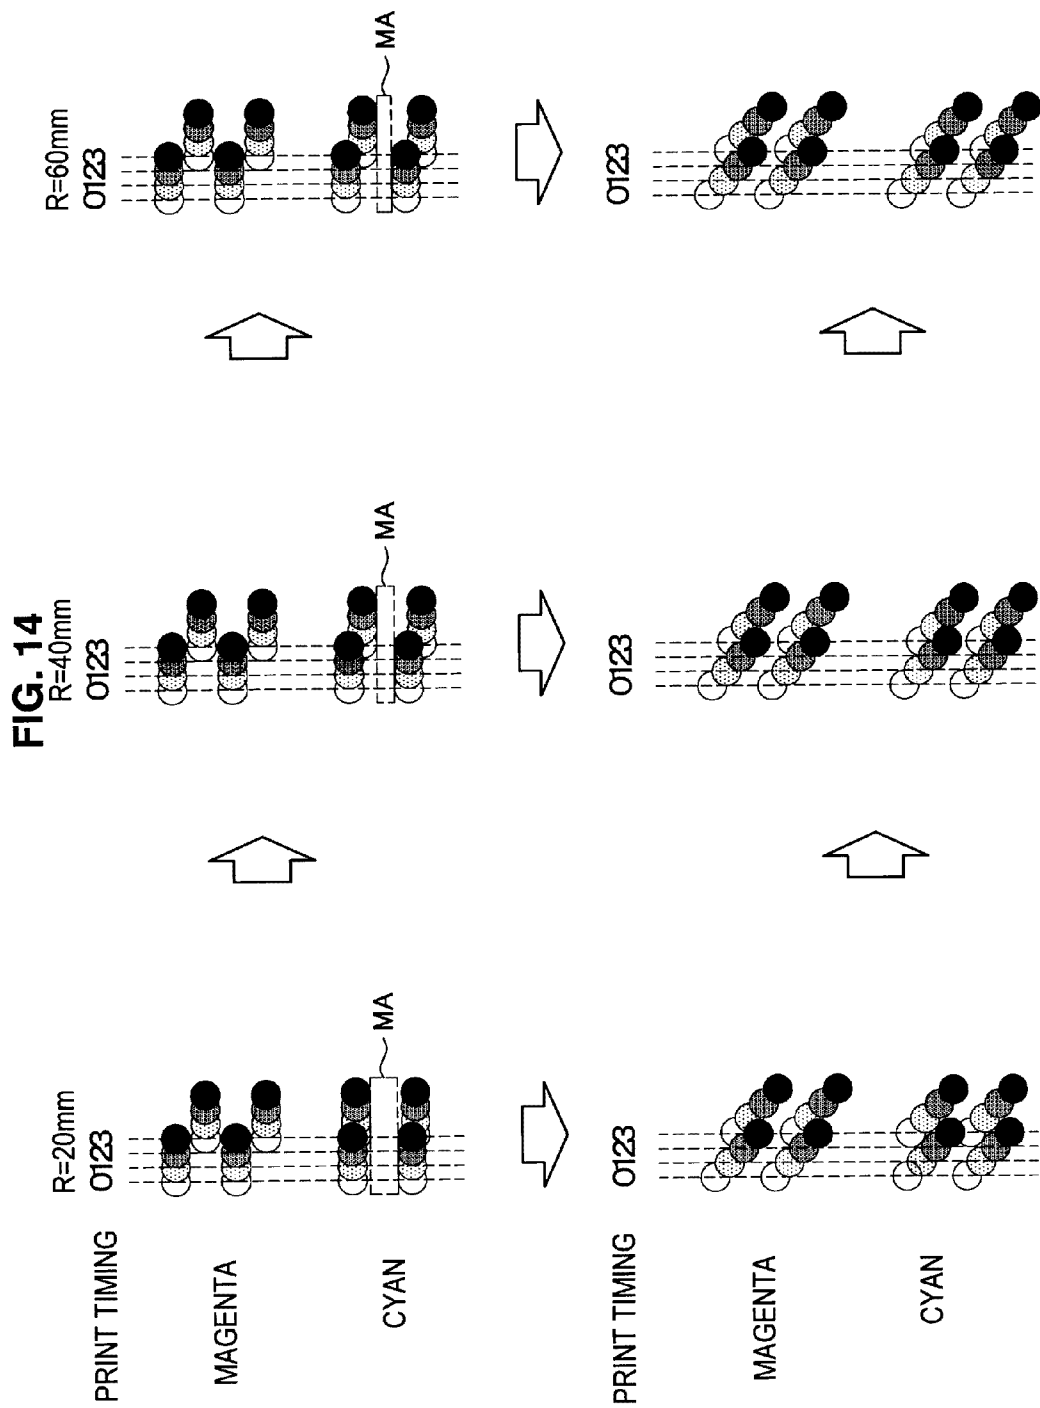 FIG. 14
R=20mm
R=40mm
R=60mm
PRINT TIMING
0123
0123
0123
MAGENTA
CYAN
MA
MA
MA
PRINT TIMING
0123
0123
0123
MAGENTA
CYAN